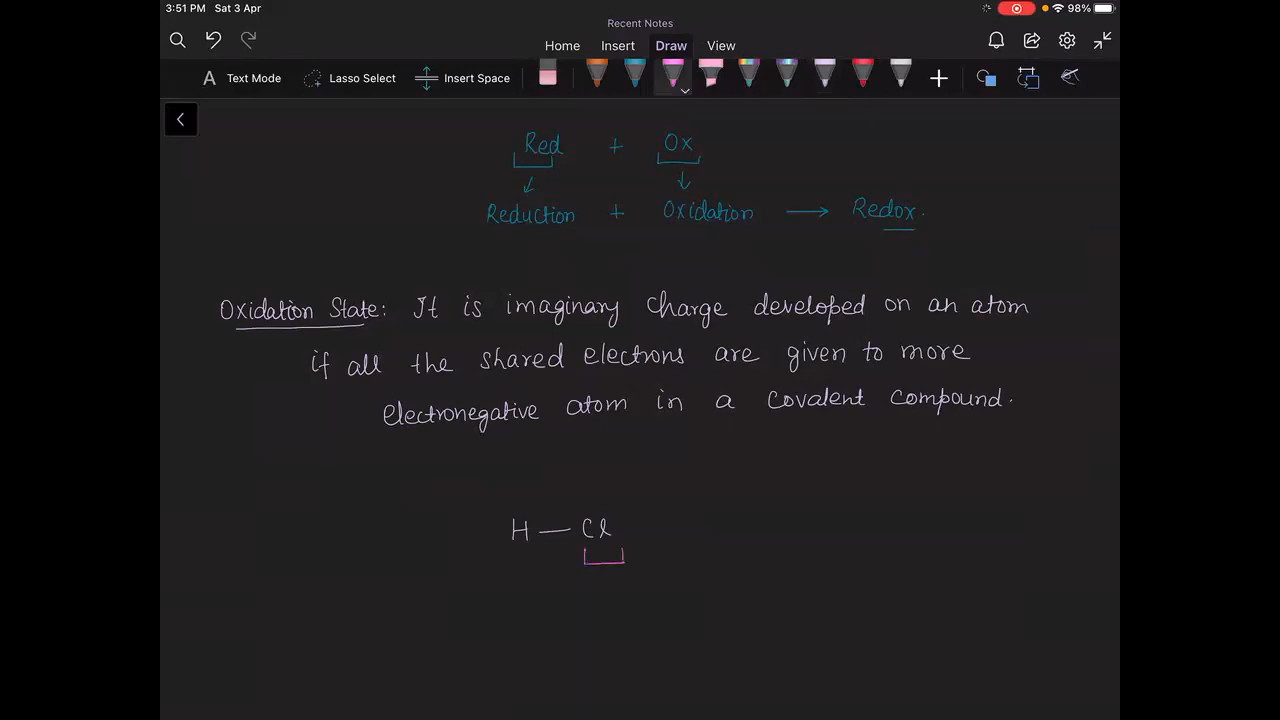 3:51 PM Sat 3 Apr
98%
Recent Notes
Home Insert Draw View
A Text Mode Lasso Select Insert Space
Red + Ox
Reduction + Oxidation → Redox.
Oxidation State: It is imaginary charge developed on an atom
if all the shared electrons are given to more
electronegative atom in a covalent compound.
H — Cl